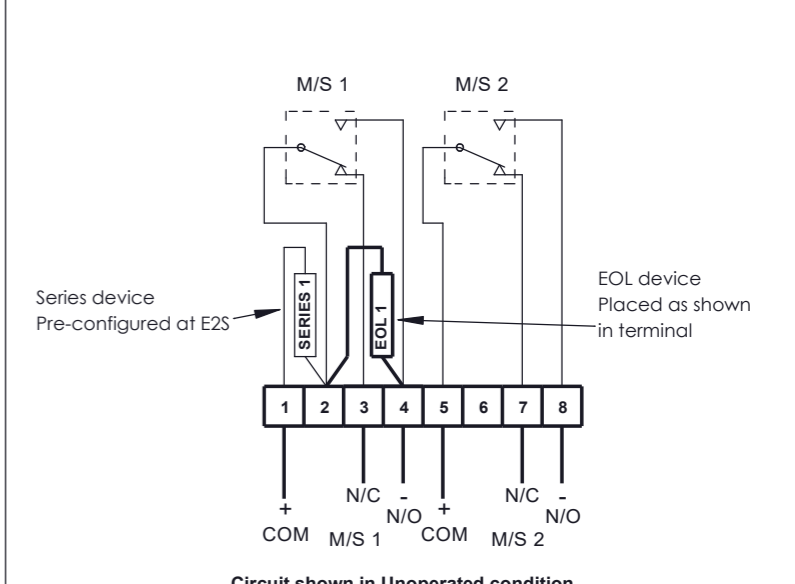 M/S 1
M/S 2
Series device
Pre-configured at E2S
SERIES 1
EOL 1
EOL device
Placed as shown
in terminal
1 2 3 4 5 6 7 8
+
COM
N/C
-
N/O
M/S 1
+
COM
N/C
-
N/O
M/S 2
Circuit shown in Unoperated condition